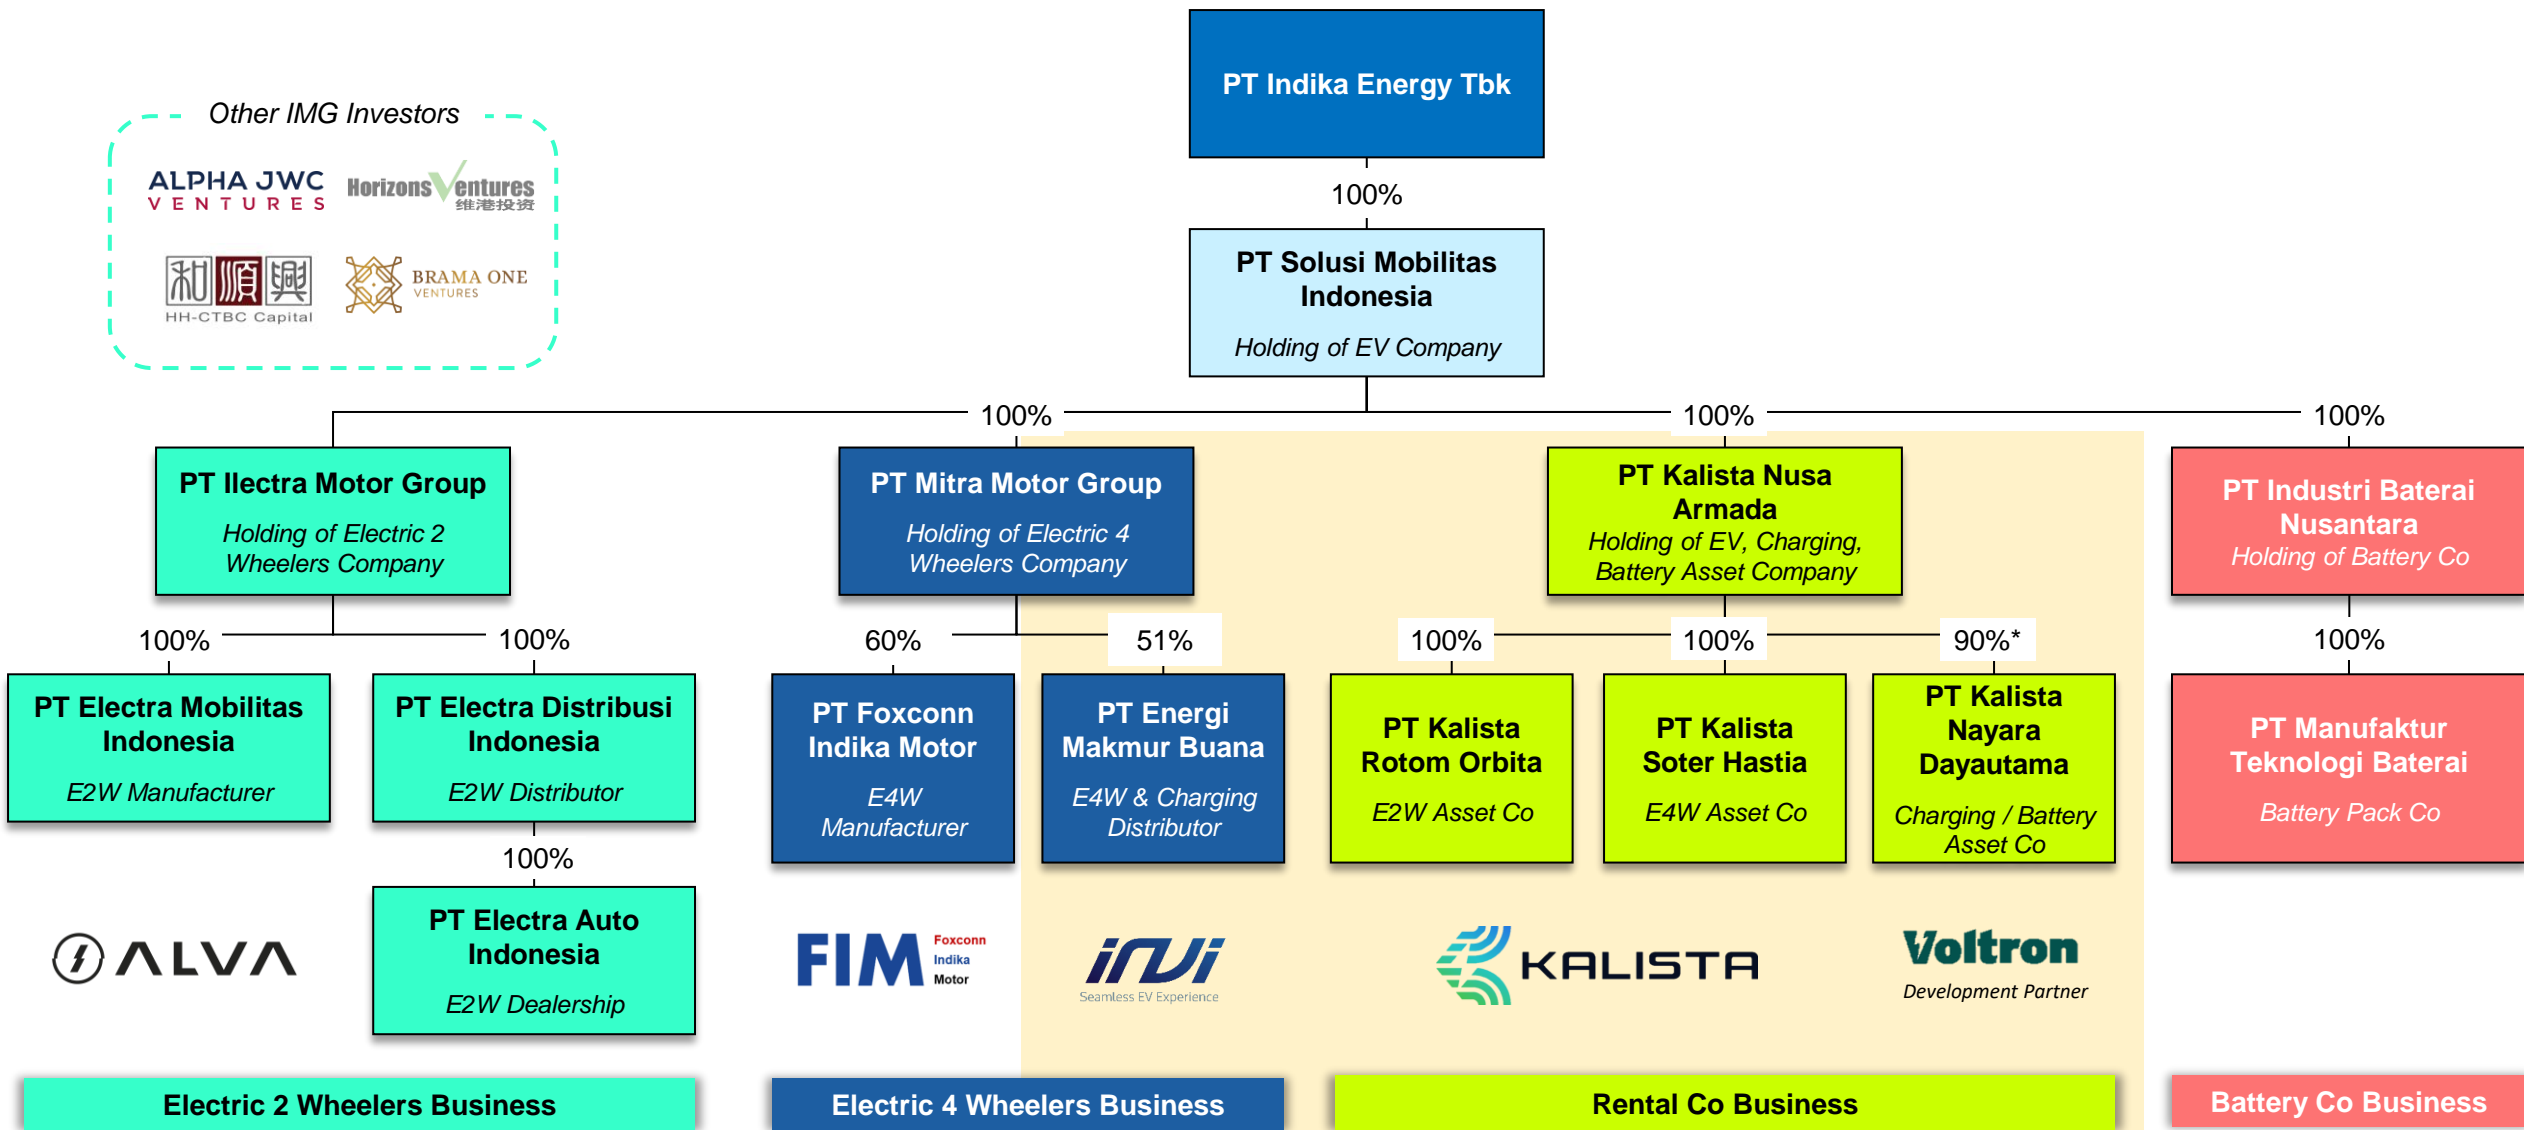 PT Indika Energy Tbk
Other IMG Investors
ALPHA JWC
VENTURES
Horizons Ventures
维港投资
和順興
HH-CTBC Capital
BRAMA ONE
VENTURES
100%
PT Solusi Mobilitas
Indonesia
Holding of EV Company
100%
100%
100%
PT Ilectra Motor Group
Holding of Electric 2
Wheelers Company
PT Mitra Motor Group
Holding of Electric 4
Wheelers Company
PT Kalista Nusa
Armada
Holding of EV, Charging,
Battery Asset Company
PT Industri Baterai
Nusantara
Holding of Battery Co
100%
100%
60%
51%
100%
100%
90%*
100%
PT Electra Mobilitas
Indonesia
E2W Manufacturer
PT Electra Distribusi
Indonesia
E2W Distributor
PT Foxconn
Indika Motor
E4W
Manufacturer
PT Energi
Makmur Buana
E4W & Charging
Distributor
PT Kalista
Rotom Orbita
E2W Asset Co
PT Kalista
Soter Hastia
E4W Asset Co
PT Kalista
Nayara
Dayautama
Charging / Battery
Asset Co
PT Manufaktur
Teknologi Baterai
Battery Pack Co
100%
PT Electra Auto
Indonesia
E2W Dealership
ALVA
FIM
Foxconn
Indika
Motor
invi
Seamless EV Experience
KALISTA
Voltron
Development Partner
Electric 2 Wheelers Business
Electric 4 Wheelers Business
Rental Co Business
Battery Co Business